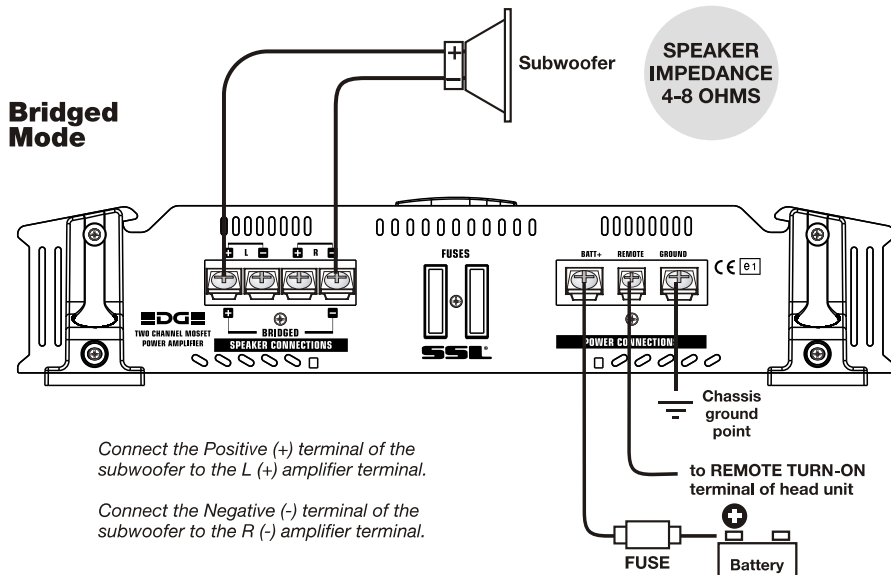 Bridged
Mode
+
−
Subwoofer
SPEAKER
IMPEDANCE
4-8 OHMS
+ L − + R −
FUSES
BATT+ REMOTE GROUND
CE e1
EDGE
TWO CHANNEL MOSFET
POWER AMPLIFIER
+ BRIDGED −
SPEAKER CONNECTIONS
SSL®
POWER CONNECTIONS
Chassis
ground
point
Connect the Positive (+) terminal of the
subwoofer to the L (+) amplifier terminal.
Connect the Negative (-) terminal of the
subwoofer to the R (-) amplifier terminal.
to REMOTE TURN-ON
terminal of head unit
+
FUSE
Battery